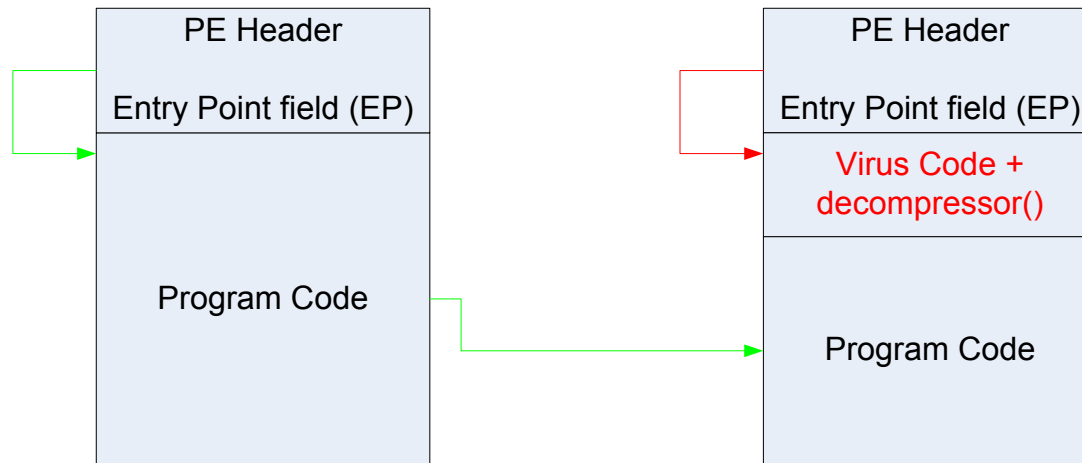 PE Header
Entry Point field (EP)
Program Code
PE Header
Entry Point field (EP)
Virus Code +
decompressor()
Program Code